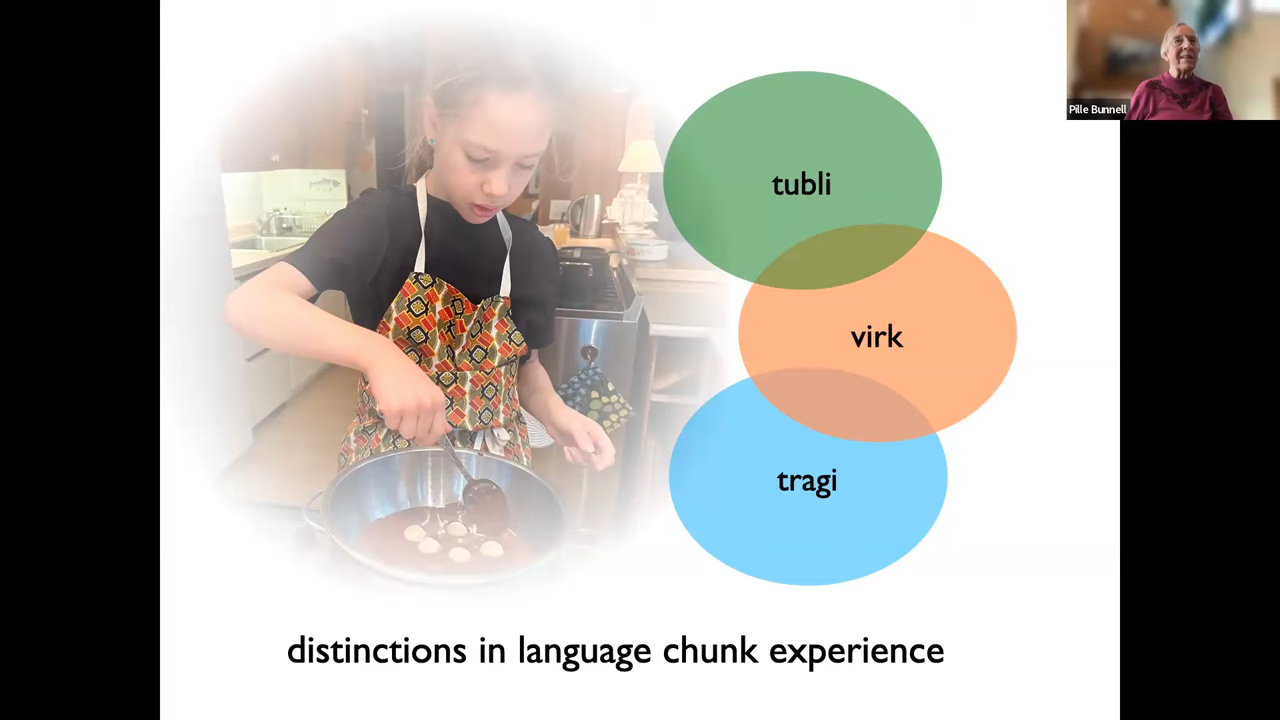 Pille Bunnell
tubli
virk
tragi
distinctions in language chunk experience